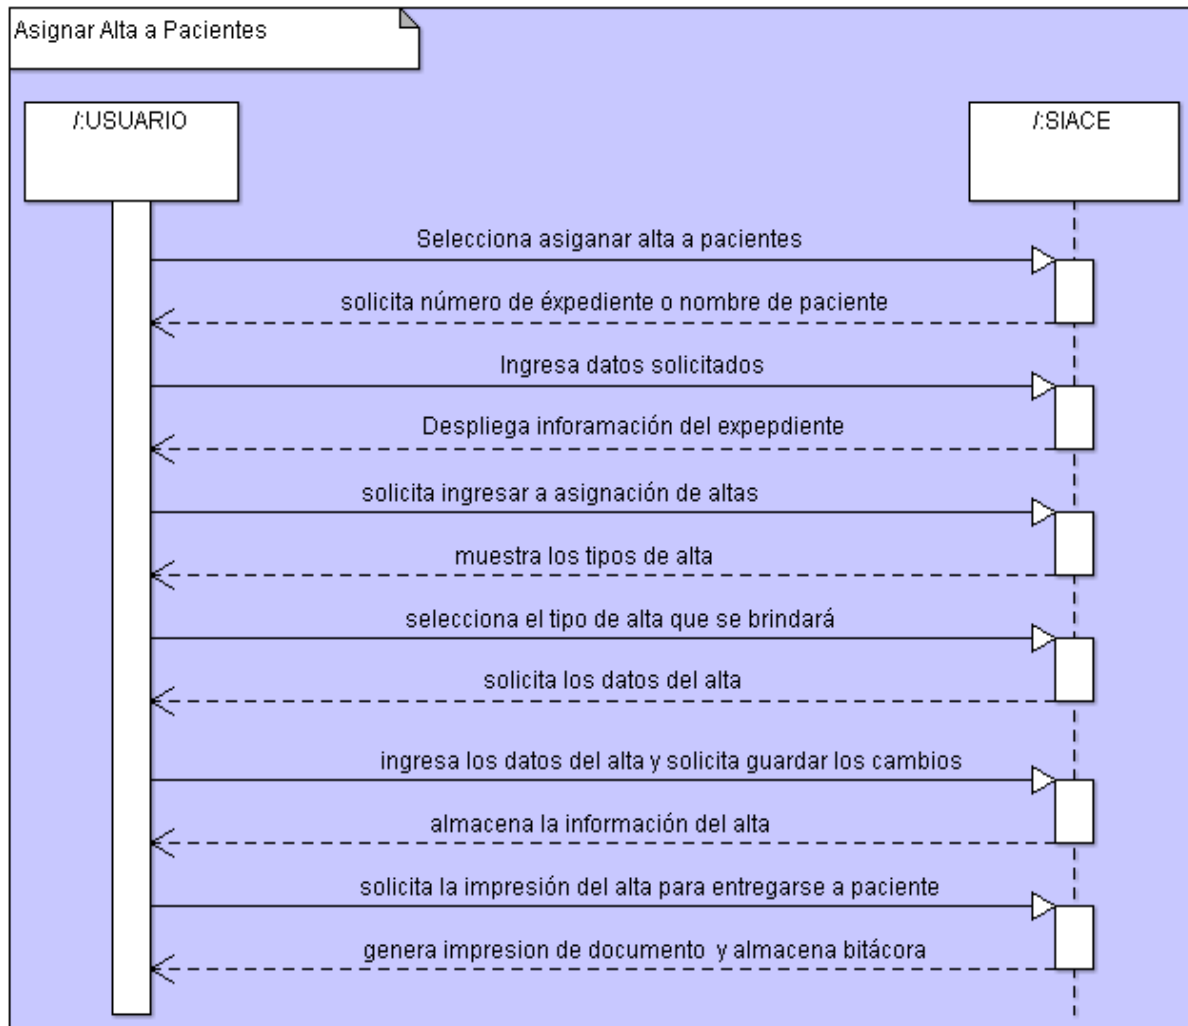 Asignar Alta a Pacientes
/:USUARIO
/:SIACE
Selecciona asiganar alta a pacientes
solicita número de éxpediente o nombre de paciente
Ingresa datos solicitados
Despliega inforamación del expepdiente
solicita ingresar a asignación de altas
muestra los tipos de alta
selecciona el tipo de alta que se brindará
solicita los datos del alta
ingresa los datos del alta y solicita guardar los cambios
almacena la información del alta
solicita la impresión del alta para entregarse a paciente
genera impresion de documento y almacena bitácora